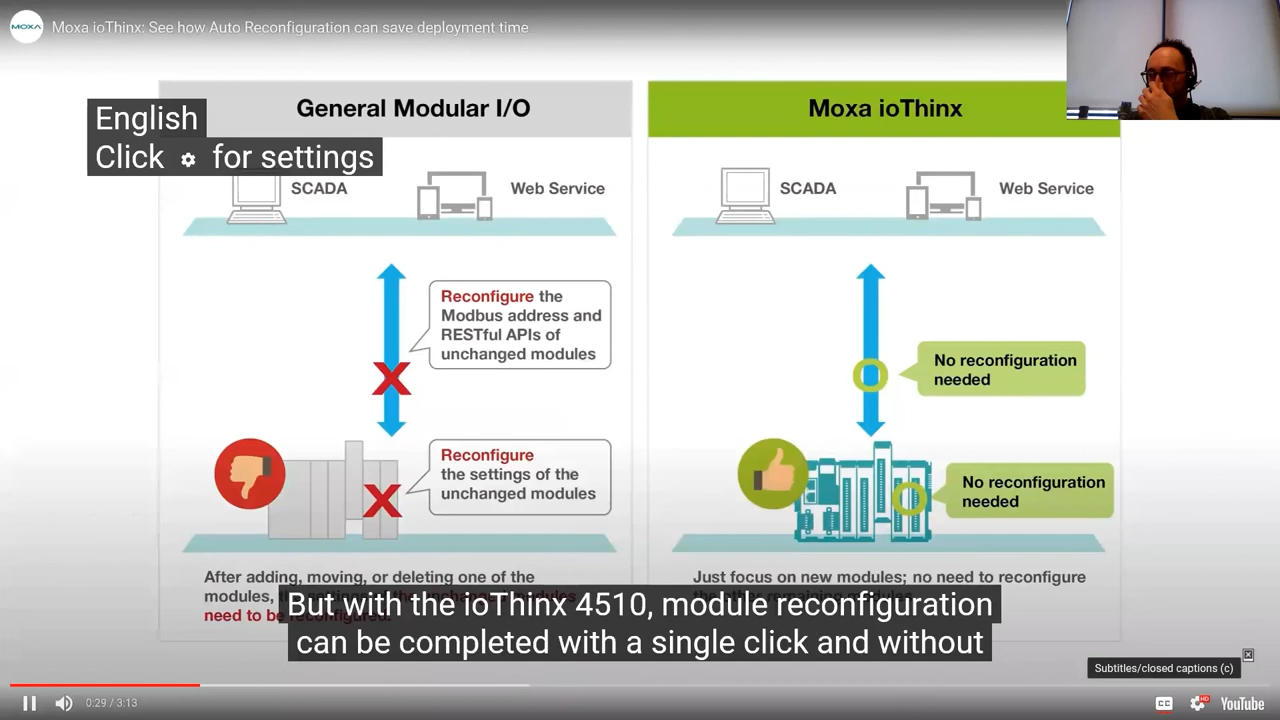 MOXA
Moxa ioThinx: See how Auto Reconfiguration can save deployment time
English
Click for settings
General Modular I/O
SCADA
Web Service
Reconfigure the
Modbus address and
RESTful APIs of
unchanged modules
Reconfigure
the settings of the
unchanged modules
After adding, moving, or deleting one of the
modules,
need to be
Moxa ioThinx
SCADA
Web Service
No reconfiguration
needed
No reconfiguration
needed
Just focus on new modules; no need to reconfigure
But with the ioThinx 4510, module reconfiguration
can be completed with a single click and without
Subtitles/closed captions (c)
0:29 / 3:13
CC
HD
YouTube